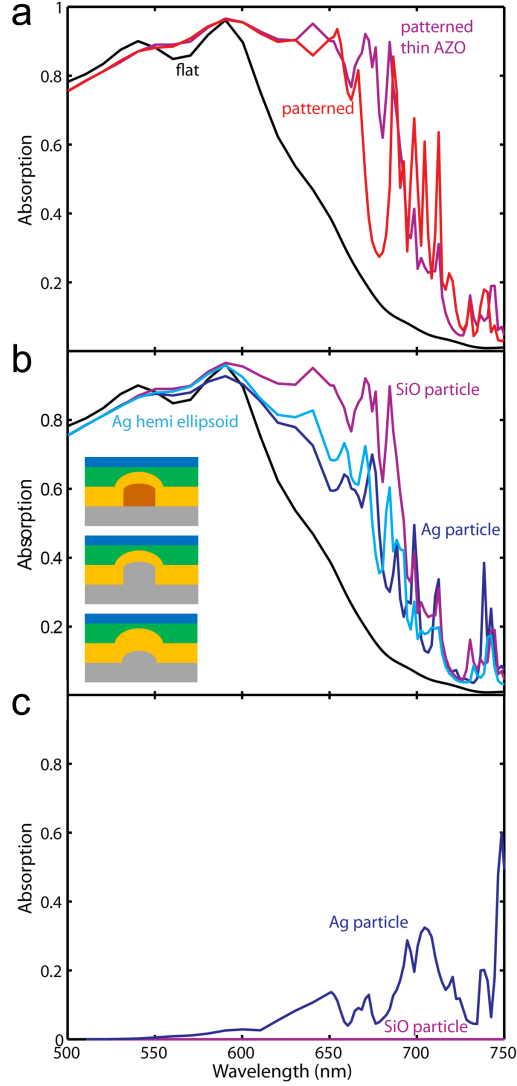 a
1
0.8
0.6
0.4
0.2
Absorption
flat
patterned
patterned
thin AZO
b
0.8
0.6
0.4
0.2
Absorption
Ag hemi ellipsoid
SiO particle
Ag particle
c
0.8
0.6
0.4
0.2
0
Absorption
Ag particle
SiO particle
500
550
600
650
700
750
Wavelength (nm)